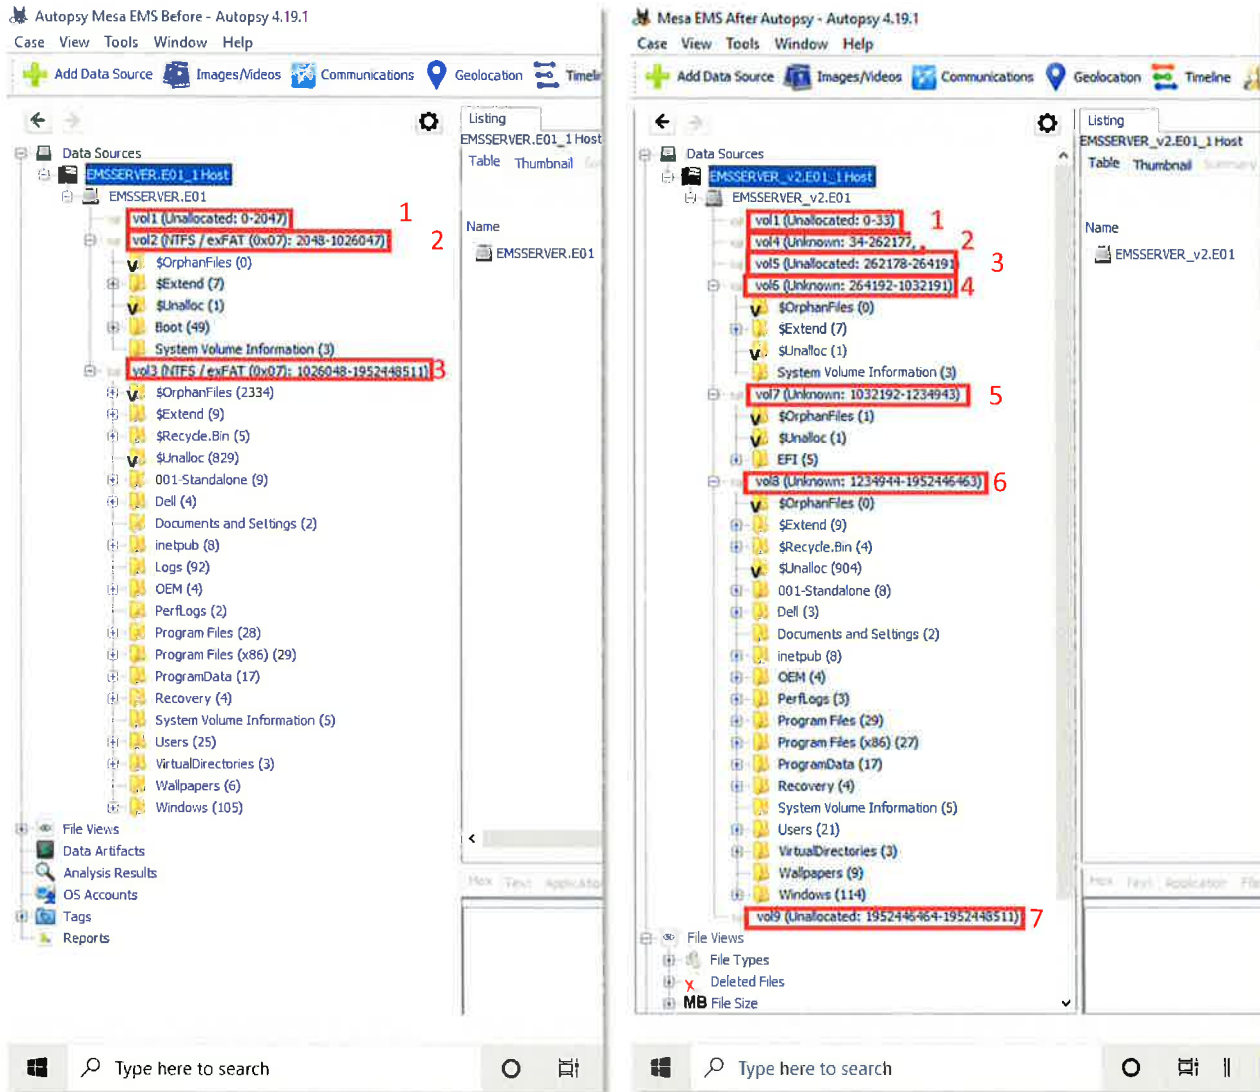 Autopsy Mesa EMS Before - Autopsy 4.19.1
Case View Tools Window Help
Add Data Source Images/Videos Communications Geolocation Timelin
Listing
EMSSERVER.E01_1 Host
Table Thumbnail
Name
EMSSERVER.E01
Data Sources
EMSSERVER.E01_1 Host
EMSSERVER.E01
vol1 (Unallocated: 0-2047) 1
vol2 (NTFS / exFAT (0x07): 2048-1026047) 2
$OrphanFiles (0)
$Extend (7)
$Unalloc (1)
Boot (49)
System Volume Information (3)
vol3 (NTFS / exFAT (0x07): 1026048-1952448511) 3
$OrphanFiles (2334)
$Extend (9)
$Recycle.Bin (5)
$Unalloc (829)
001-Standalone (9)
Dell (4)
Documents and Settings (2)
inetpub (8)
Logs (92)
OEM (4)
PerfLogs (2)
Program Files (28)
Program Files (x86) (29)
ProgramData (17)
Recovery (4)
System Volume Information (5)
Users (25)
VirtualDirectories (3)
Wallpapers (6)
Windows (105)
File Views
Data Artifacts
Analysis Results
OS Accounts
Tags
Reports
Hex Text Application
Type here to search
Mesa EMS After Autopsy - Autopsy 4.19.1
Case View Tools Window Help
Add Data Source Images/Videos Communications Geolocation Timeline
Listing
EMSSERVER_v2.E01_1 Host
Table Thumbnail Summary
Name
EMSSERVER_v2.E01
Data Sources
EMSSERVER_v2.E01_1 Host
EMSSERVER_v2.E01
vol1 (Unallocated: 0-33) 1
vol4 (Unknown: 34-262177, 2
vol5 (Unallocated: 262178-264191) 3
vol6 (Unknown: 264192-1032191) 4
$OrphanFiles (0)
$Extend (7)
$Unalloc (1)
System Volume Information (3)
vol7 (Unknown: 1032192-1234943) 5
$OrphanFiles (1)
$Unalloc (1)
EFI (5)
vol8 (Unknown: 1234944-1952446463) 6
$OrphanFiles (0)
$Extend (9)
$Recycle.Bin (4)
$Unalloc (904)
001-Standalone (8)
Dell (3)
Documents and Settings (2)
inetpub (8)
OEM (4)
PerfLogs (3)
Program Files (29)
Program Files (x86) (27)
ProgramData (17)
Recovery (4)
System Volume Information (5)
Users (21)
VirtualDirectories (3)
Wallpapers (9)
Windows (114)
vol9 (Unallocated: 1952446464-1952448511) 7
File Views
File Types
Deleted Files
MB File Size
Hex Text Application File
Type here to search